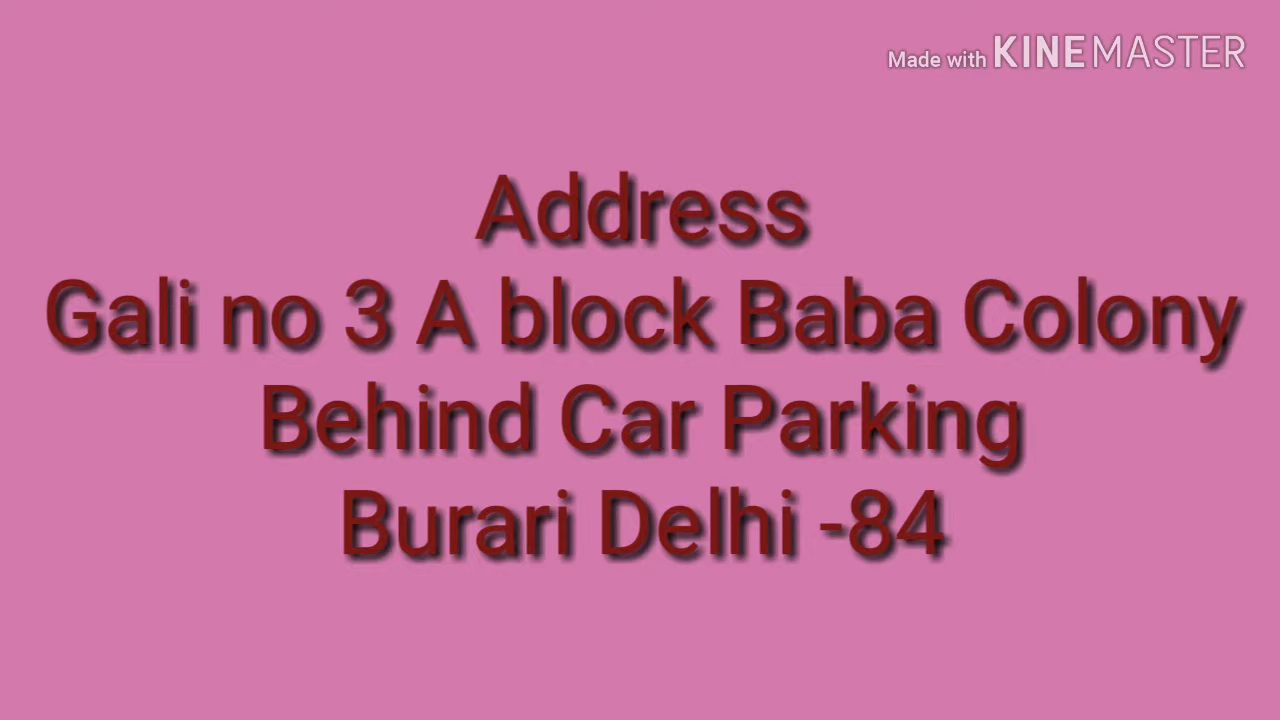 Made with KINEMASTER
Address
Gali no 3 A block Baba Colony
Behind Car Parking
Burari Delhi -84